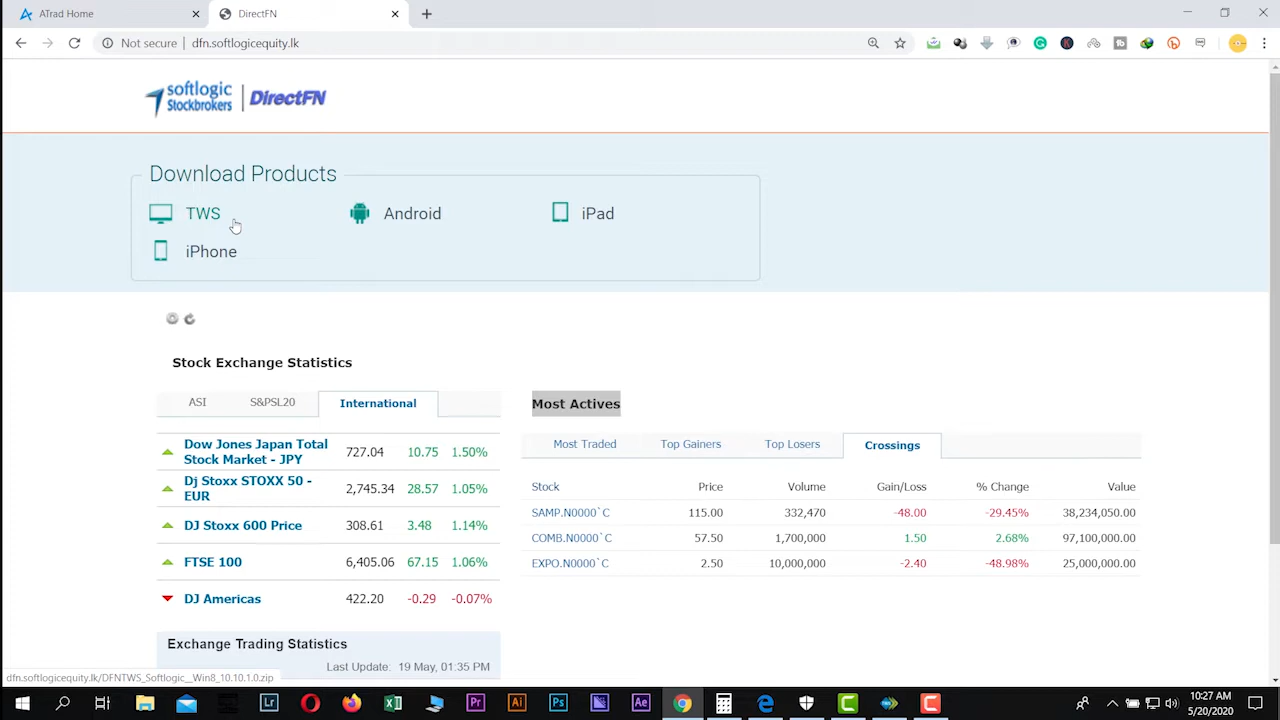 ATrad Home
DirectFN
Not secure
dfn.softlogicequity.lk
softlogic
Stockbrokers
DirectFN
Download Products
TWS
Android
iPad
iPhone
Stock Exchange Statistics
ASI S&PSL20 International
Dow Jones Japan Total
Stock Market - JPY 727.04 10.75 1.50%
Dj Stoxx STOXX 50 -
EUR 2,745.34 28.57 1.05%
DJ Stoxx 600 Price 308.61 3.48 1.14%
FTSE 100 6,405.06 67.15 1.06%
DJ Americas 422.20 -0.29 -0.07%
Exchange Trading Statistics
Last Update: 19 May, 01:35 PM
Most Actives
Most Traded Top Gainers Top Losers Crossings
Stock Price Volume Gain/Loss % Change Value
SAMP.N0000`C 115.00 332,470 -48.00 -29.45% 38,234,050.00
COMB.N0000`C 57.50 1,700,000 1.50 2.68% 97,100,000.00
EXPO.N0000`C 2.50 10,000,000 -2.40 -48.98% 25,000,000.00
dfn.softlogicequity.lk/DFNTWS_Softlogic__Win8_10.10.1.0.zip
Lr
Pr
Ai
Ps
Ae
10:27 AM
5/20/2020